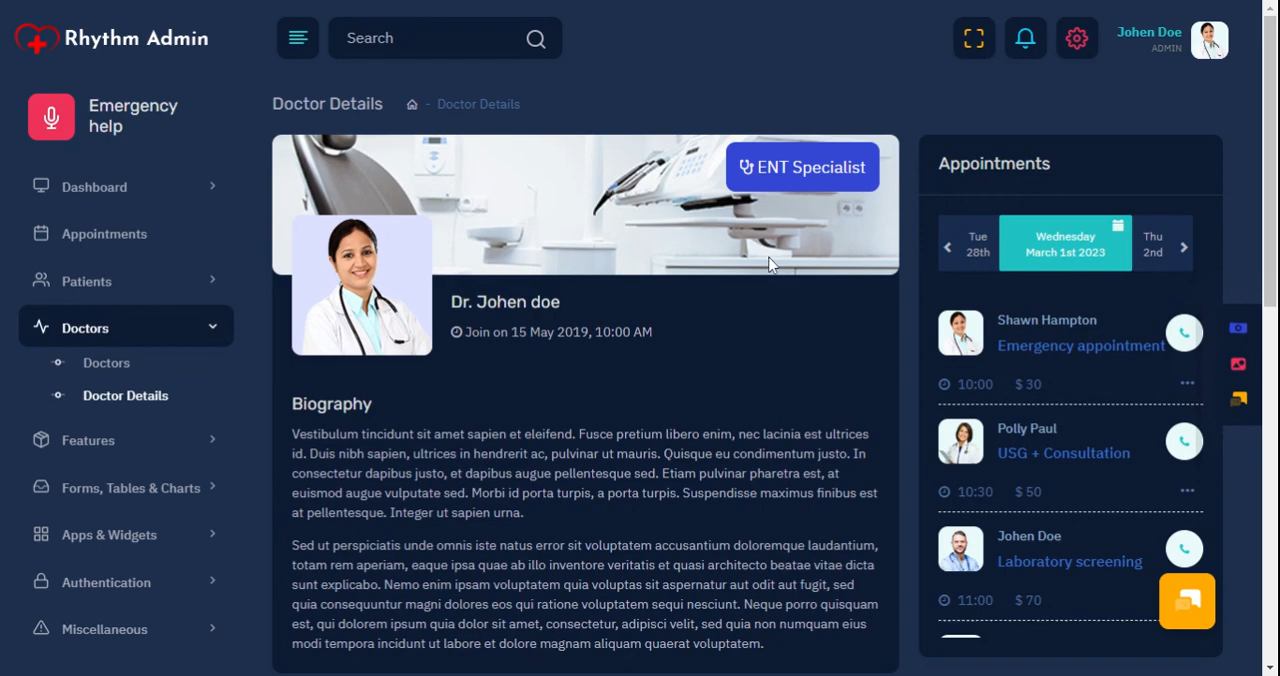 Rhythm Admin
Search
Johen Doe
ADMIN
Emergency
help
Dashboard
Appointments
Patients
Doctors
Doctors
Doctor Details
Features
Forms, Tables & Charts
Apps & Widgets
Authentication
Miscellaneous
Doctor Details - Doctor Details
ENT Specialist
Dr. Johen doe
Join on 15 May 2019, 10:00 AM
Biography
Vestibulum tincidunt sit amet sapien et eleifend. Fusce pretium libero enim, nec lacinia est ultrices
id. Duis nibh sapien, ultrices in hendrerit ac, pulvinar ut mauris. Quisque eu condimentum justo. In
consectetur dapibus justo, et dapibus augue pellentesque sed. Etiam pulvinar pharetra est, at
euismod augue vulputate sed. Morbi id porta turpis, a porta turpis. Suspendisse maximus finibus est
at pellentesque. Integer ut sapien urna.
Sed ut perspiciatis unde omnis iste natus error sit voluptatem accusantium doloremque laudantium,
totam rem aperiam, eaque ipsa quae ab illo inventore veritatis et quasi architecto beatae vitae dicta
sunt explicabo. Nemo enim ipsam voluptatem quia voluptas sit aspernatur aut odit aut fugit, sed
quia consequuntur magni dolores eos qui ratione voluptatem sequi nesciunt. Neque porro quisquam
est, qui dolorem ipsum quia dolor sit amet, consectetur, adipisci velit, sed quia non numquam eius
modi tempora incidunt ut labore et dolore magnam aliquam quaerat voluptatem.
Appointments
Tue
28th
Wednesday
March 1st 2023
Thu
2nd
Shawn Hampton
Emergency appointment
10:00 $ 30
Polly Paul
USG + Consultation
10:30 $ 50
Johen Doe
Laboratory screening
11:00 $ 70